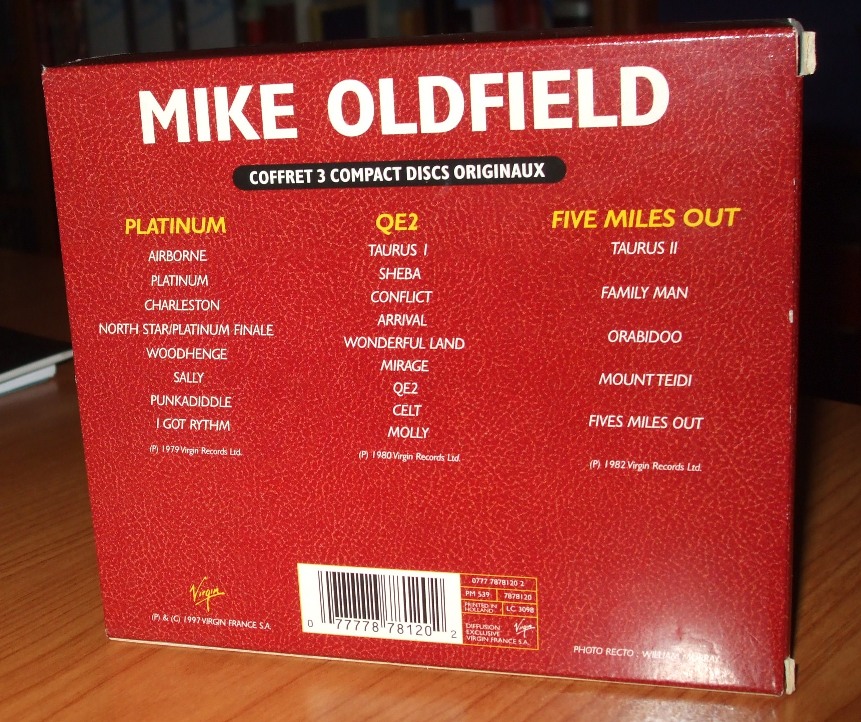 MIKE OLDFIELD
COFFRET 3 COMPACT DISCS ORIGINAUX
PLATINUM
AIRBORNE
PLATINUM
CHARLESTON
NORTH STAR/PLATINUM FINALE
WOODHENGE
SALLY
PUNKADIDDLE
I GOT RYTHM
(P) 1979 Virgin Records Ltd.
QE2
TAURUS I
SHEBA
CONFLICT
ARRIVAL
WONDERFUL LAND
MIRAGE
QE2
CELT
MOLLY
(P) 1980 Virgin Records Ltd.
FIVE MILES OUT
TAURUS II
FAMILY MAN
ORABIDOO
MOUNT TEIDI
FIVES MILES OUT
(P) 1982 Virgin Records Ltd.
Virgin
(P) & (C) 1997 VIRGIN FRANCE S.A.
0 77778 78120 2
0777 7878120 2
PM 539 7878120
PRINTED IN HOLLAND LC 3098
DIFFUSION
EXCLUSIVE
VIRGIN FRANCE S.A.
Virgin
PHOTO RECTO : WILLIAM MURRAY